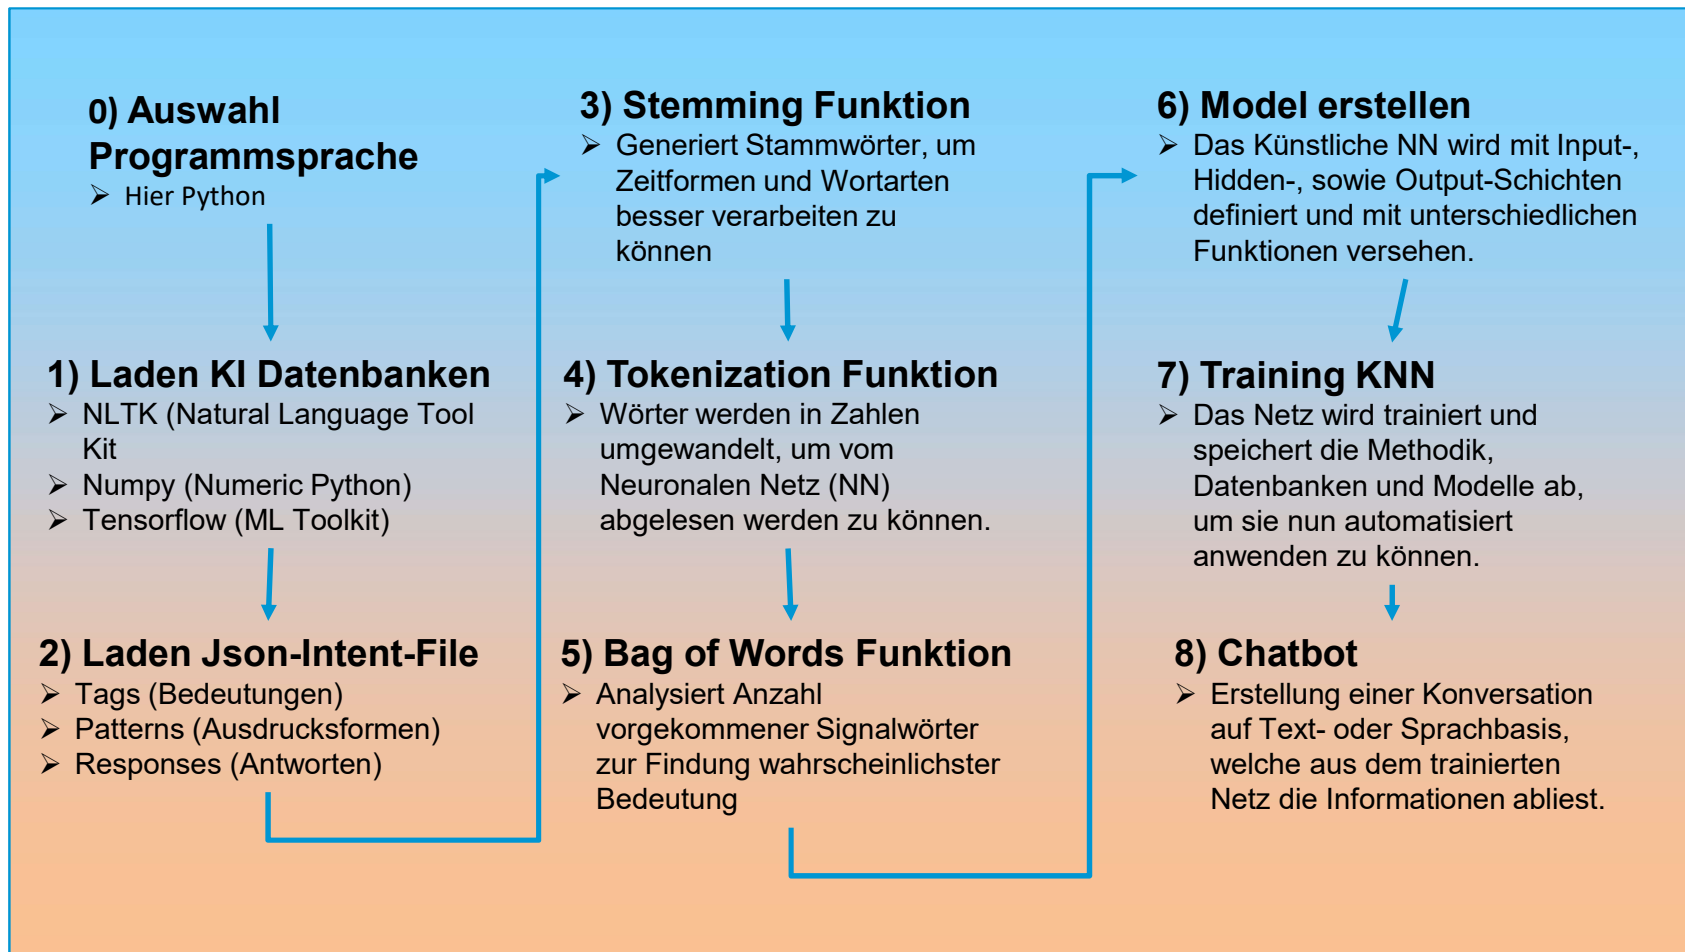 0) Auswahl
Programmsprache
➢ Hier Python
1) Laden KI Datenbanken
➢ NLTK (Natural Language Tool
Kit
➢ Numpy (Numeric Python)
➢ Tensorflow (ML Toolkit)
2) Laden Json-Intent-File
➢ Tags (Bedeutungen)
➢ Patterns (Ausdrucksformen)
➢ Responses (Antworten)
3) Stemming Funktion
➢ Generiert Stammwörter, um
Zeitformen und Wortarten
besser verarbeiten zu
können
4) Tokenization Funktion
➢ Wörter werden in Zahlen
umgewandelt, um vom
Neuronalen Netz (NN)
abgelesen werden zu können.
5) Bag of Words Funktion
➢ Analysiert Anzahl
vorgekommener Signalwörter
zur Findung wahrscheinlichster
Bedeutung
6) Model erstellen
➢ Das Künstliche NN wird mit Input-,
Hidden-, sowie Output-Schichten
definiert und mit unterschiedlichen
Funktionen versehen.
7) Training KNN
➢ Das Netz wird trainiert und
speichert die Methodik,
Datenbanken und Modelle ab,
um sie nun automatisiert
anwenden zu können.
8) Chatbot
➢ Erstellung einer Konversation
auf Text- oder Sprachbasis,
welche aus dem trainierten
Netz die Informationen abliest.